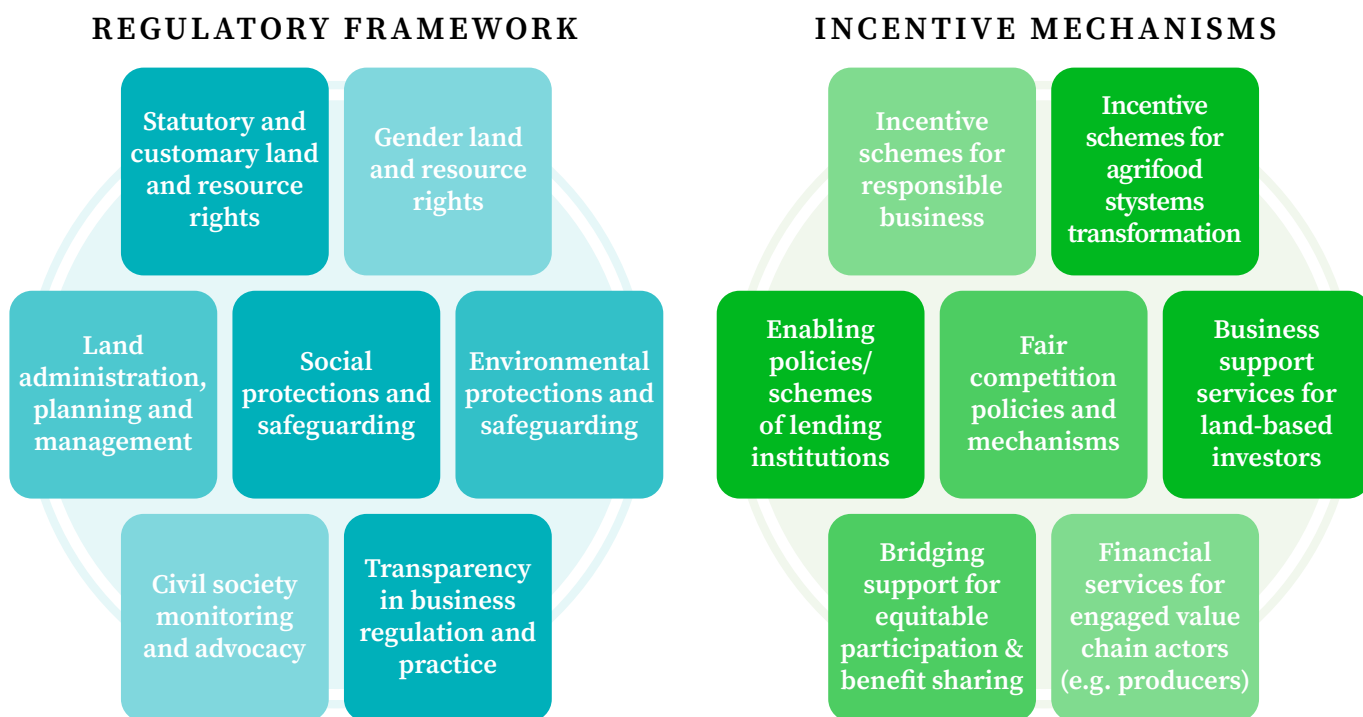 REGULATORY FRAMEWORK
Statutory and
customary land
and resource
rights
Gender land
and resource
rights
Land
administration,
planning and
management
Social
protections and
safeguarding
Environmental
protections and
safeguarding
Civil society
monitoring
and advocacy
Transparency
in business
regulation and
practice
INCENTIVE MECHANISMS
Incentive
schemes for
responsible
business
Incentive
schemes for
agrifood
stystems
transformation
Enabling
policies/
schemes
of lending
institutions
Fair
competition
policies and
mechanisms
Business
support
services for
land-based
investors
Bridging
support for
equitable
participation &
benefit sharing
Financial
services for
engaged value
chain actors
(e.g. producers)